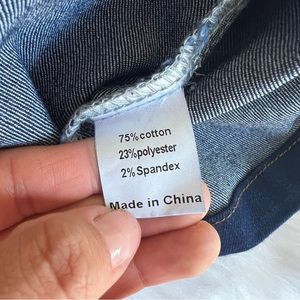 75%cotton
23%polyester
2%Spandex
Made in China